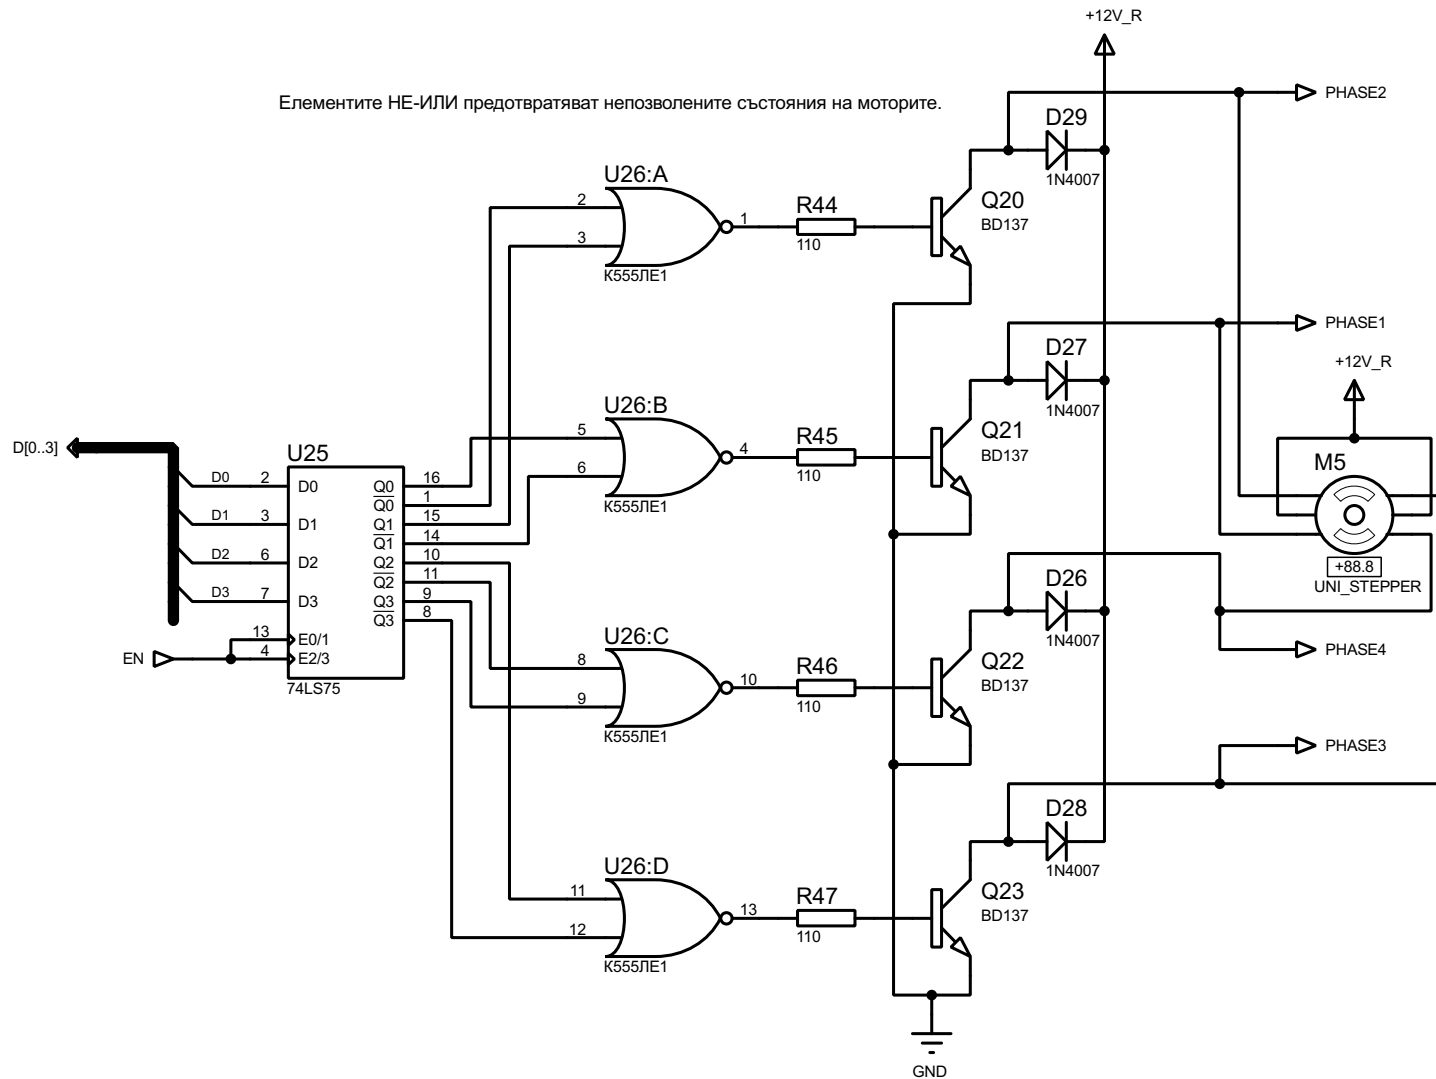 +12V_R
Елементите НЕ-ИЛИ предотвратяват непозволените състояния на моторите.
PHASE2
D29
1N4007
U26:A
2
3
1
К555ЛЕ1
R44
110
Q20
BD137
PHASE1
D27
1N4007
+12V_R
U26:B
5
6
4
К555ЛЕ1
R45
110
Q21
BD137
M5
+88.8
UNI_STEPPER
D[0..3]
U25
D0 2 D0
D1 3 D1
D2 6 D2
D3 7 D3
EN
13 E0/1
4 E2/3
Q0 16
Q0 1
Q1 15
Q1 14
Q2 10
Q2 11
Q3 9
Q3 8
74LS75
D26
1N4007
U26:C
8
9
10
К555ЛЕ1
R46
110
Q22
BD137
PHASE4
PHASE3
D28
1N4007
U26:D
11
12
13
К555ЛЕ1
R47
110
Q23
BD137
GND